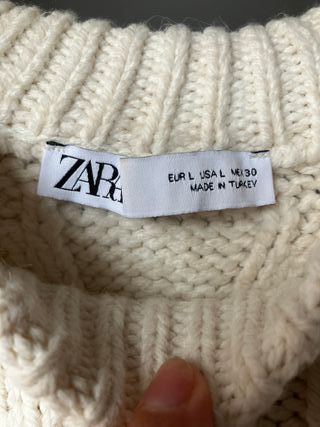 ZARA
EUR L USA L MEX 30
MADE IN TURKEY